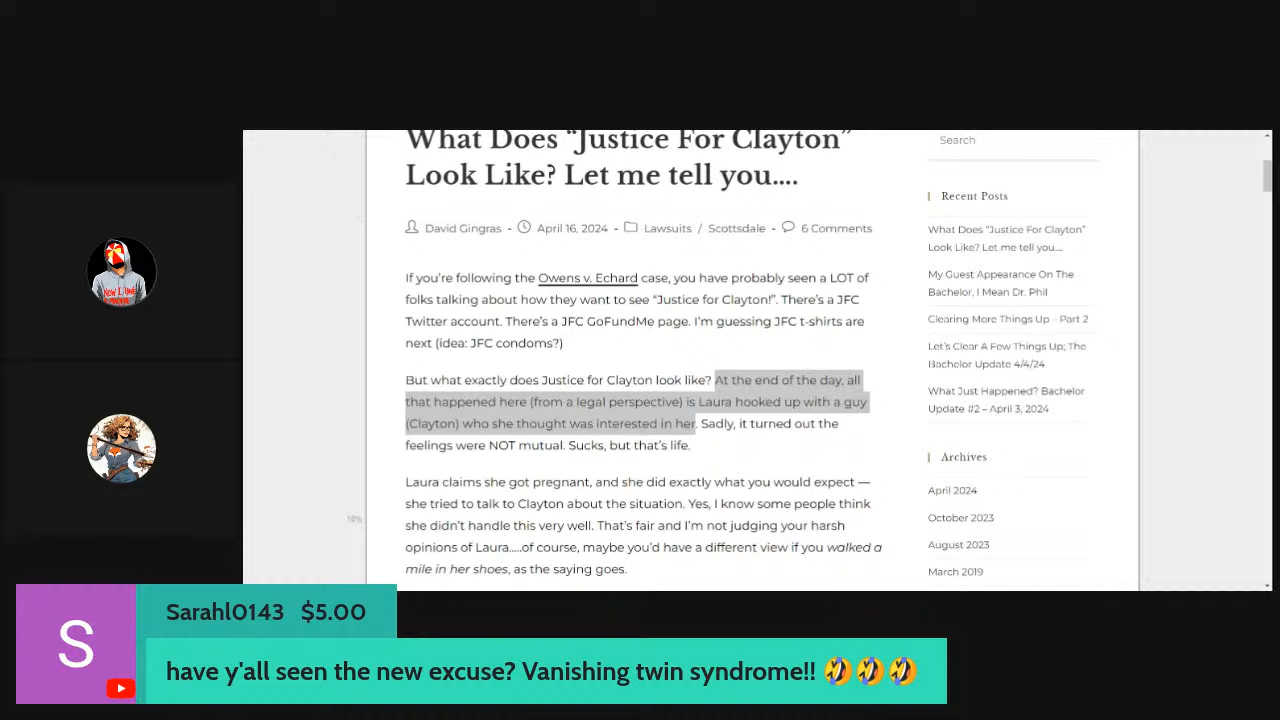 What Does “Justice For Clayton”
Look Like? Let me tell you....
David Gingras - April 16, 2024 - Lawsuits / Scottsdale - 6 Comments
If you’re following the Owens v. Echard case, you have probably seen a LOT of
folks talking about how they want to see “Justice for Clayton!”. There’s a JFC
Twitter account. There’s a JFC GoFundMe page. I’m guessing JFC t-shirts are
next (idea: JFC condoms?)
But what exactly does Justice for Clayton look like? At the end of the day, all
that happened here (from a legal perspective) is Laura hooked up with a guy
(Clayton) who she thought was interested in her. Sadly, it turned out the
feelings were NOT mutual. Sucks, but that’s life.
Laura claims she got pregnant, and she did exactly what you would expect —
she tried to talk to Clayton about the situation. Yes, I know some people think
she didn’t handle this very well. That’s fair and I’m not judging your harsh
opinions of Laura.....of course, maybe you’d have a different view if you walked a
mile in her shoes, as the saying goes.
10%
Search
Recent Posts
What Does “Justice For Clayton”
Look Like? Let me tell you....
My Guest Appearance On The
Bachelor, I Mean Dr. Phil
Clearing More Things Up – Part 2
Let’s Clear A Few Things Up; The
Bachelor Update 4/4/24
What Just Happened? Bachelor
Update #2 – April 3, 2024
Archives
April 2024
October 2023
August 2023
March 2019
S
Sarahl0143 $5.00
have y'all seen the new excuse? Vanishing twin syndrome!! 🤣🤣🤣